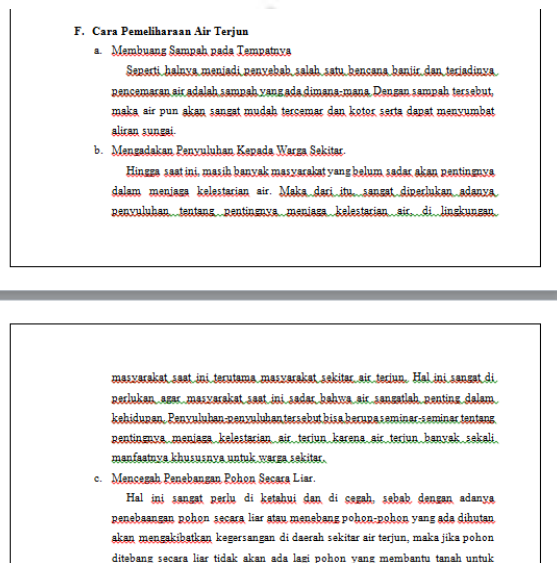 F. Cara Pemeliharaan Air Terjun
a. Membuang Sampah pada Tempatnya
Seperti halnya menjadi penyebab salah satu bencana banjir dan terjadinya
pencemaran air adalah sampah yang ada dimana-mana. Dengan sampah tersebut,
maka air pun akan sangat mudah tercemar dan kotor serta dapat menyumbat
aliran sungai.
b. Mengadakan Penyuluhan Kepada Warga Sekitar.
Hingga saat ini, masih banyak masyarakat yang belum sadar akan pentingnya
dalam menjaga kelestarian air. Maka dari itu, sangat diperlukan adanya
penyuluhan tentang pentingnya menjaga kelestarian air, di lingkungan
masyarakat saat ini terutama masyarakat sekitar air terjun. Hal ini sangat di
perlukan agar masyarakat saat ini sadar bahwa air sangatlah penting dalam
kehidupan. Penyuluhan-penyuluhan tersebut bisa berupa seminar-seminar tentang
pentingnya menjaga kelestarian air terjun karena air terjun banyak sekali
manfaatnya khususnya untuk warga sekitar.
c. Mencegah Penebangan Pohon Secara Liar.
Hal ini sangat perlu di ketahui dan di cegah, sebab dengan adanya
penebaangan pohon secara liar atau menebang pohon-pohon yang ada dihutan
akan mengakibatkan kegersangan di daerah sekitar air terjun, maka jika pohon
ditebang secara liar tidak akan ada lagi pohon yang membantu tanah untuk